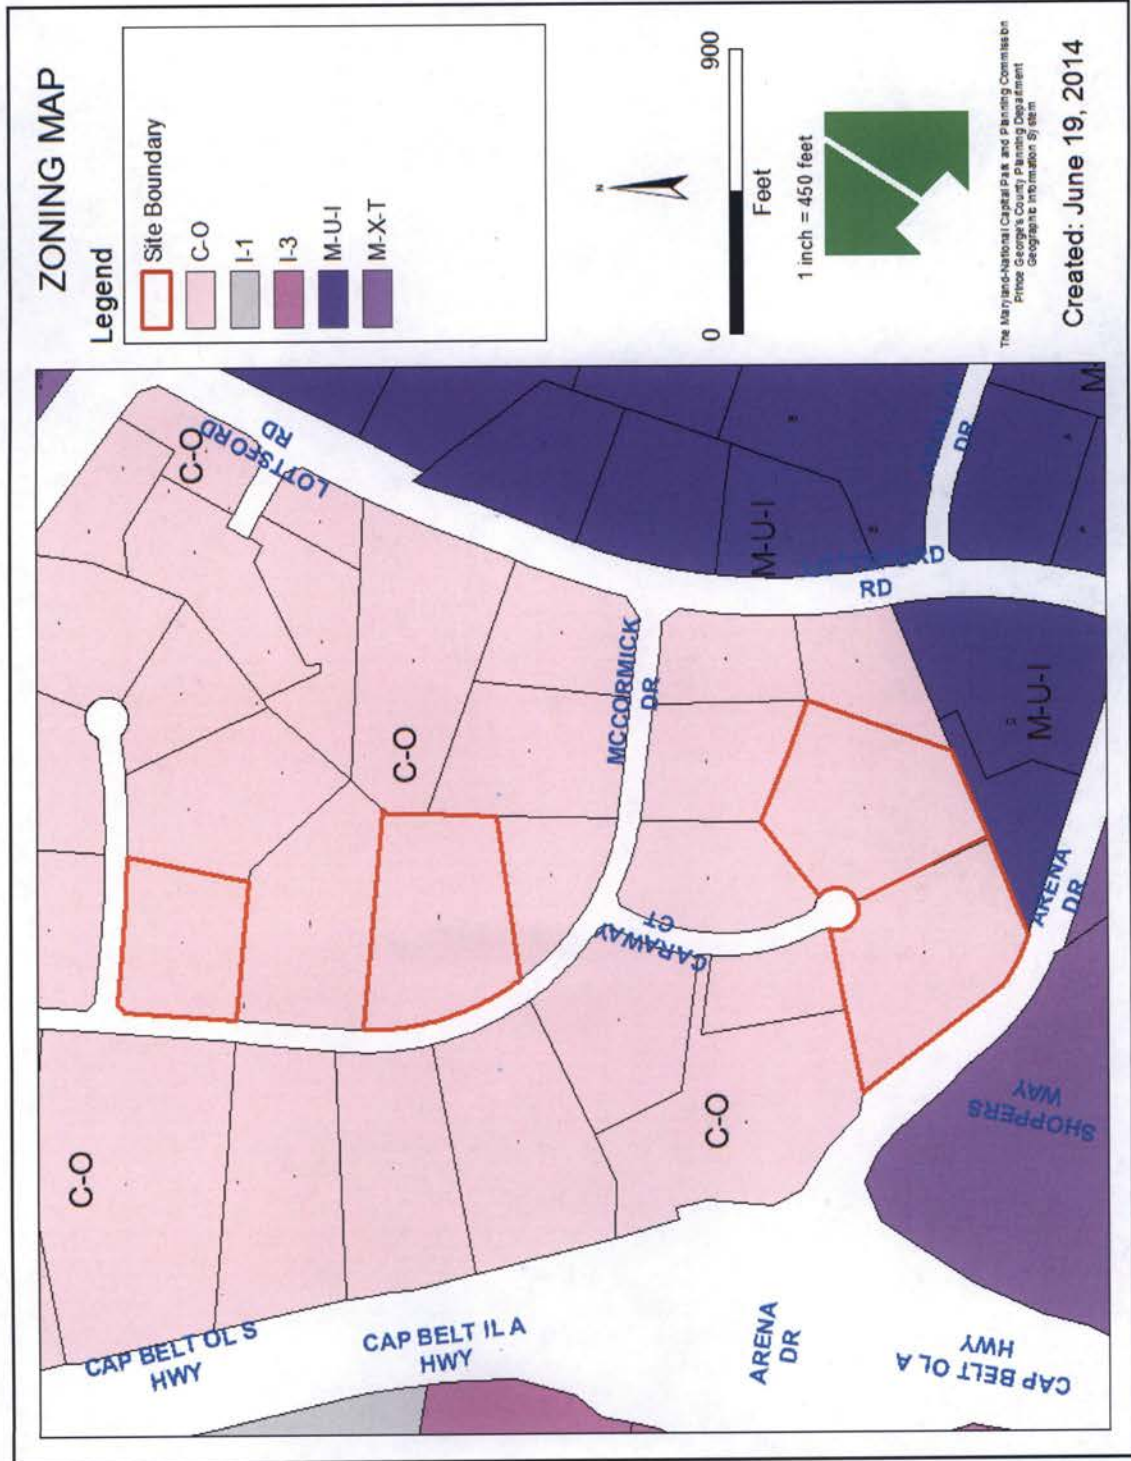 ZONING MAP
Legend
Site Boundary
C-O
I-1
I-3
M-U-I
M-X-T
N
0
900
Feet
1 inch = 450 feet
The Maryland-National Capital Park and Planning Commission
Prince George's County Planning Department
Geographic Information System
Created: June 19, 2014
C-O
LOTTSFORD
RD
C-O
MCCORMICK
DR
M-U-I
RD
DR
M-
M-U-I
CARAWAY
CT
ARENA
DR
C-O
C-O
SHOPPERS
WAY
CAP BELT OL S
HWY
CAP BELT IL A
HWY
ARENA
DR
CAP BELT OL A
HWY